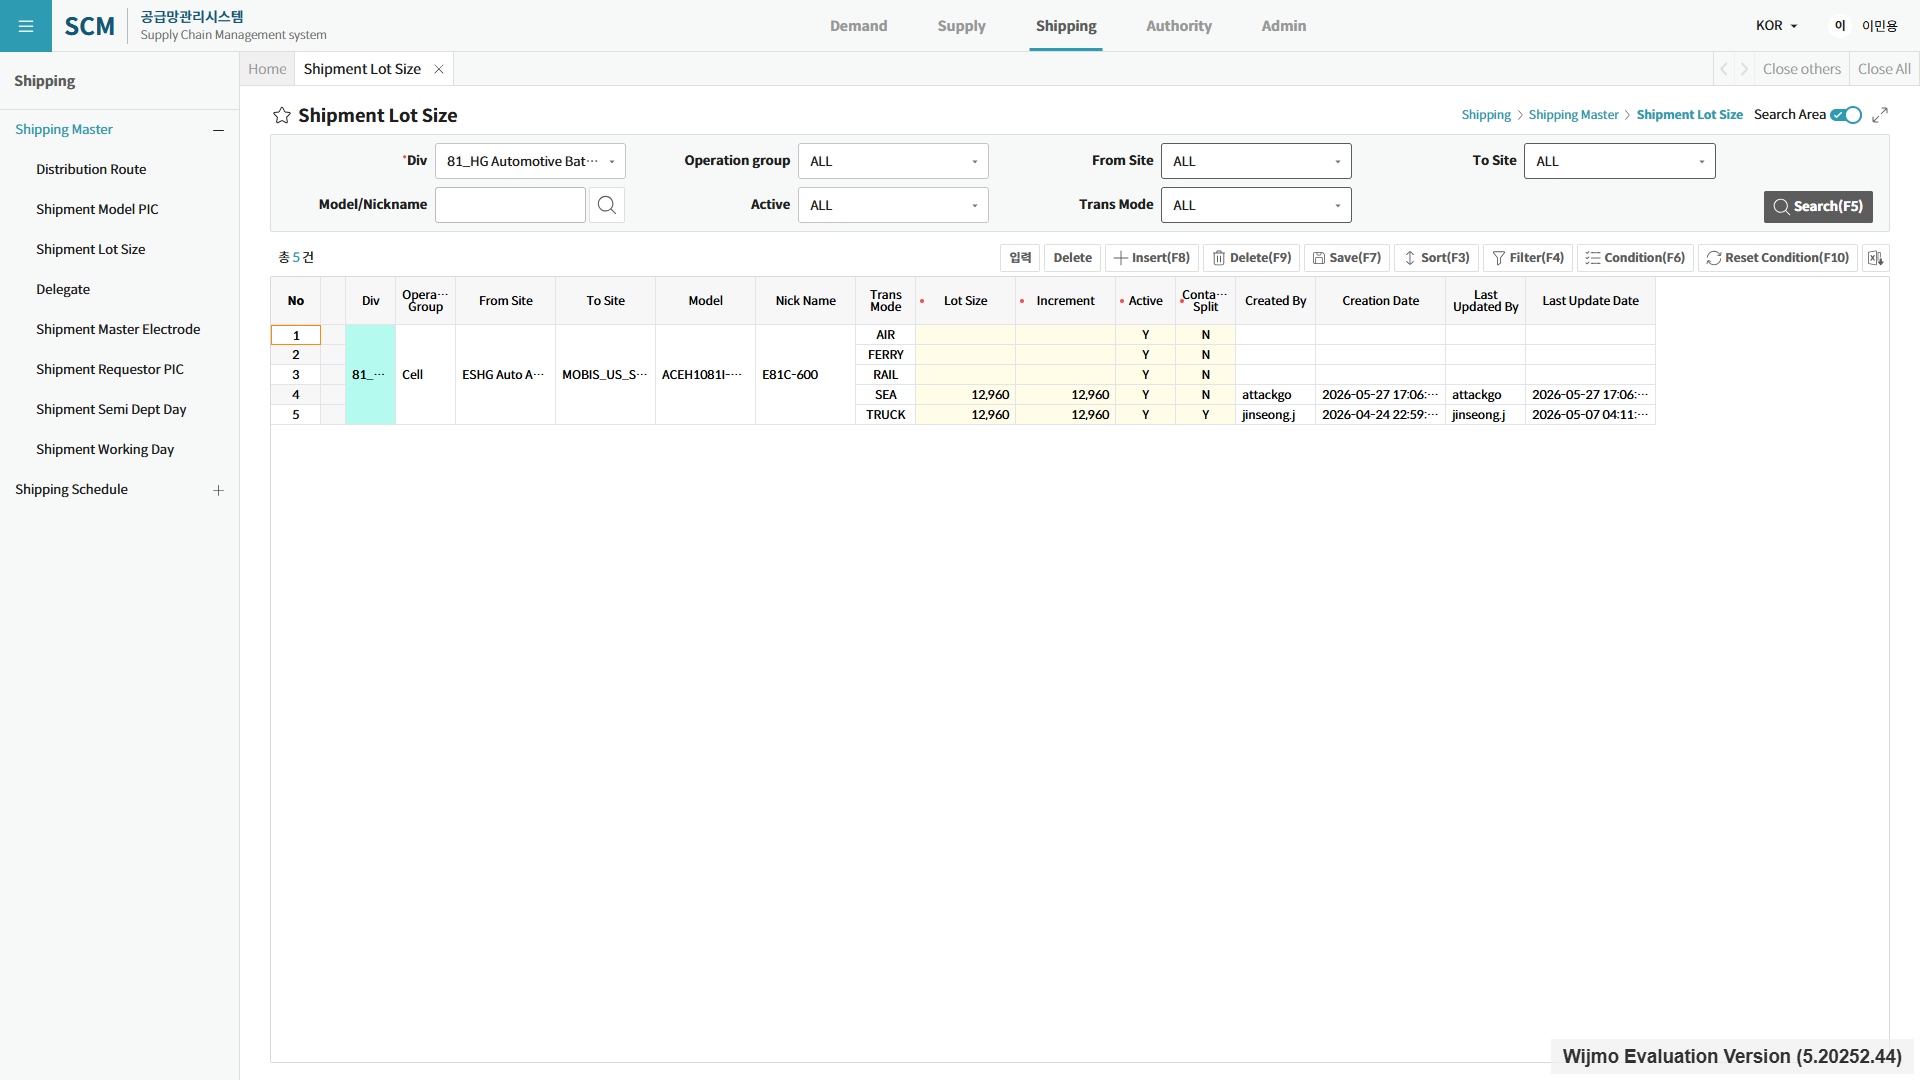 SCM 공급망관리시스템
Supply Chain Management system
Demand Supply Shipping Authority Admin
KOR 이 이민용
Shipping
Home Shipment Lot Size
Close others Close All
Shipping Master
Distribution Route
Shipment Model PIC
Shipment Lot Size
Delegate
Shipment Master Electrode
Shipment Requestor PIC
Shipment Semi Dept Day
Shipment Working Day
Shipping Schedule
Shipment Lot Size
Shipping > Shipping Master > Shipment Lot Size Search Area
*Div 81_HG Automotive Bat··· Operation group ALL From Site ALL To Site ALL
Model/Nickname Active ALL Trans Mode ALL Search(F5)
총 5 건
입력 Delete Insert(F8) Delete(F9) Save(F7) Sort(F3) Filter(F4) Condition(F6) Reset Condition(F10)
No Div Opera··· Group From Site To Site Model Nick Name Trans Mode Lot Size Increment Active Conta··· Split Created By Creation Date Last Updated By Last Update Date
1 AIR Y N
2 FERRY Y N
3 81_··· Cell ESHG Auto A··· MOBIS_US_S··· ACEH1081I-··· E81C-600 RAIL Y N
4 SEA 12,960 12,960 Y N attackgo 2026-05-27 17:06:··· attackgo 2026-05-27 17:06:···
5 TRUCK 12,960 12,960 Y Y jinseong.j 2026-04-24 22:59:··· jinseong.j 2026-05-07 04:11:···
Wijmo Evaluation Version (5.20252.44)